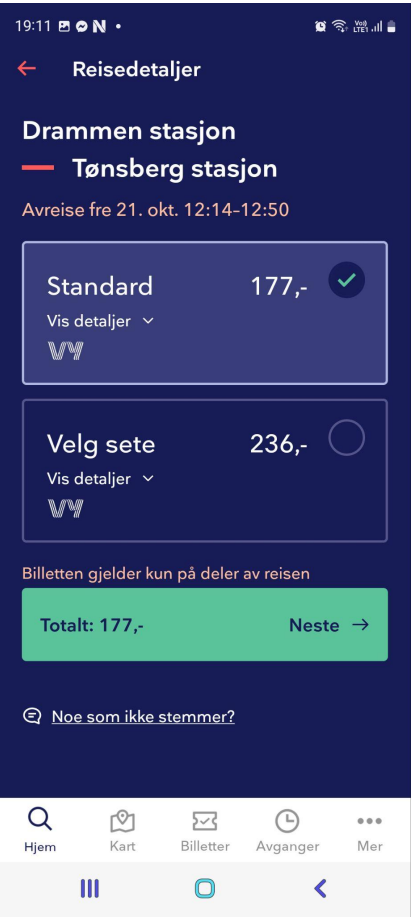 19:11
Vo))
LTE1
Reisedetaljer
Drammen stasjon
Tønsberg stasjon
Avreise fre 21. okt. 12:14–12:50
Standard 177,-
Vis detaljer
VY
Velg sete 236,-
Vis detaljer
VY
Billetten gjelder kun på deler av reisen
Totalt: 177,- Neste →
Noe som ikke stemmer?
Hjem Kart Billetter Avganger Mer